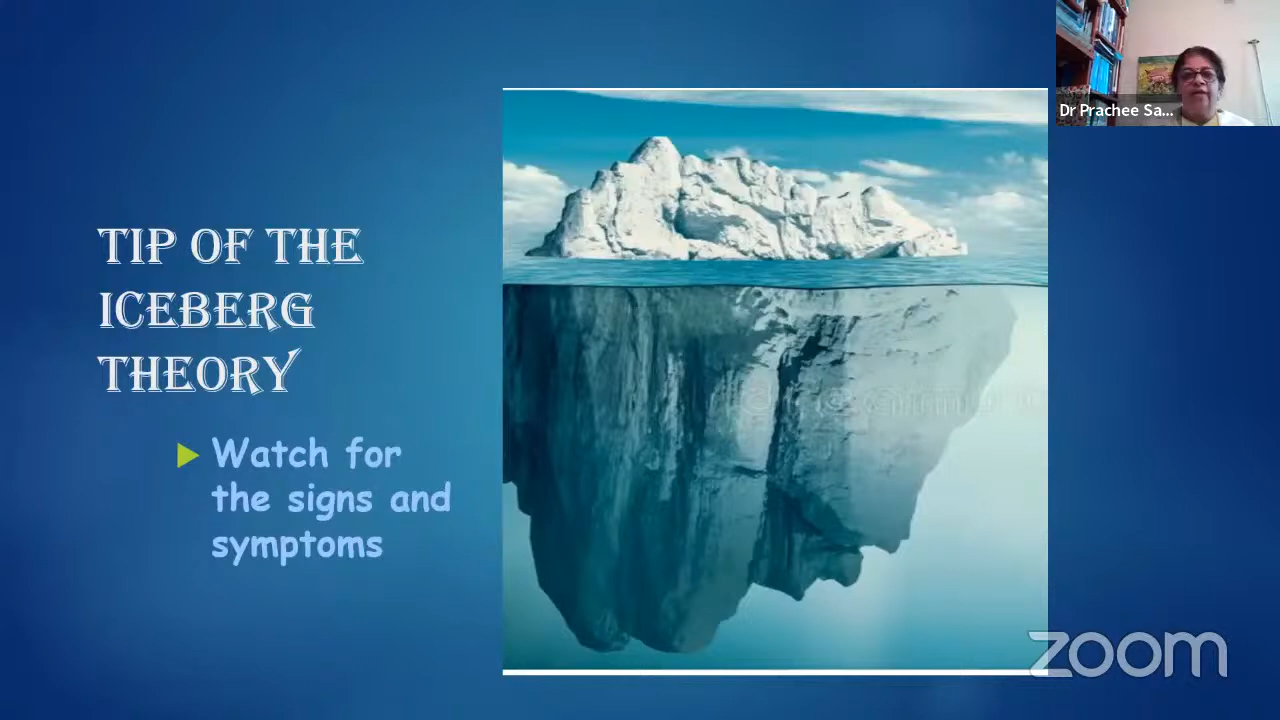 TIP OF THE
ICEBERG
THEORY
Watch for
the signs and
symptoms
Dr Prachee Sa...
zoom